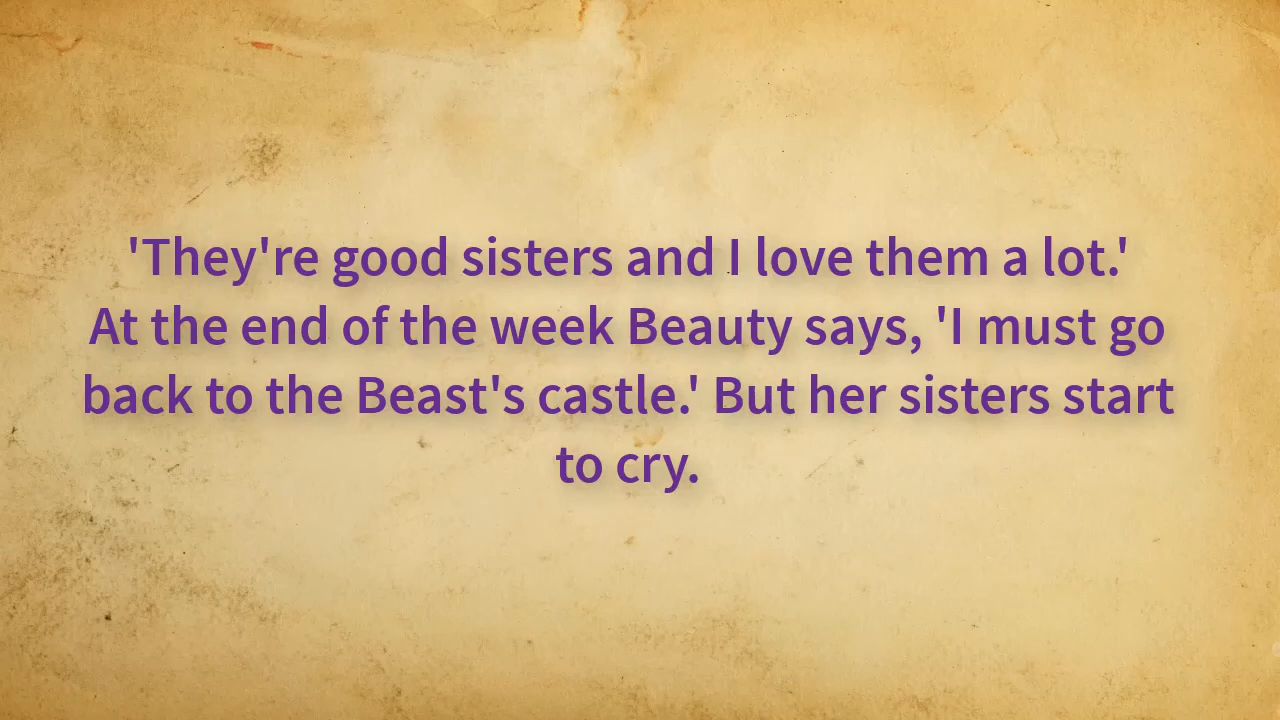 'They're good sisters and I love them a lot.'
At the end of the week Beauty says, 'I must go
back to the Beast's castle.' But her sisters start
to cry.